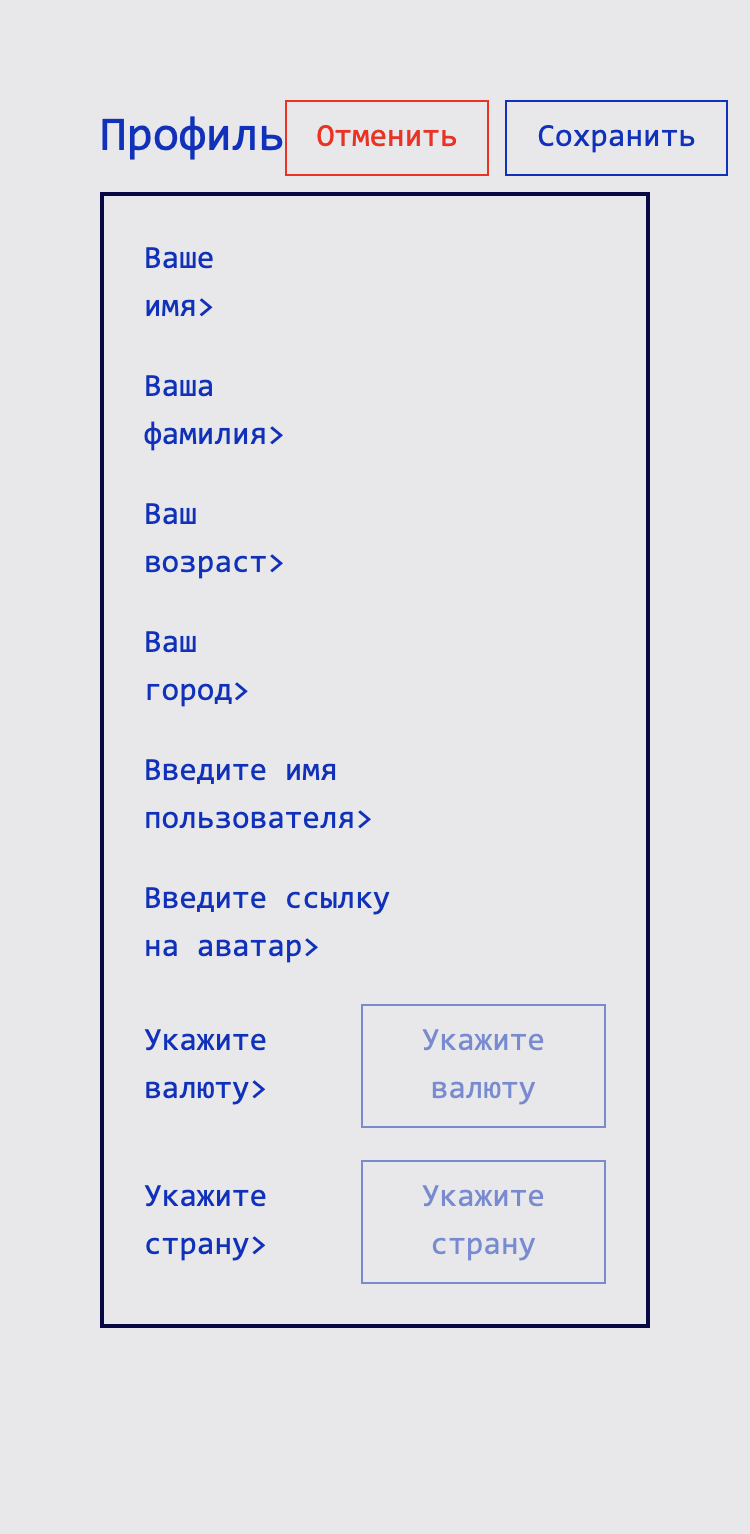 Профиль Отменить Сохранить
Ваше
имя>
Ваша
фамилия>
Ваш
возраст>
Ваш
город>
Введите имя
пользователя>
Введите ссылку
на аватар>
Укажите
валюту>
Укажите
валюту
Укажите
страну>
Укажите
страну